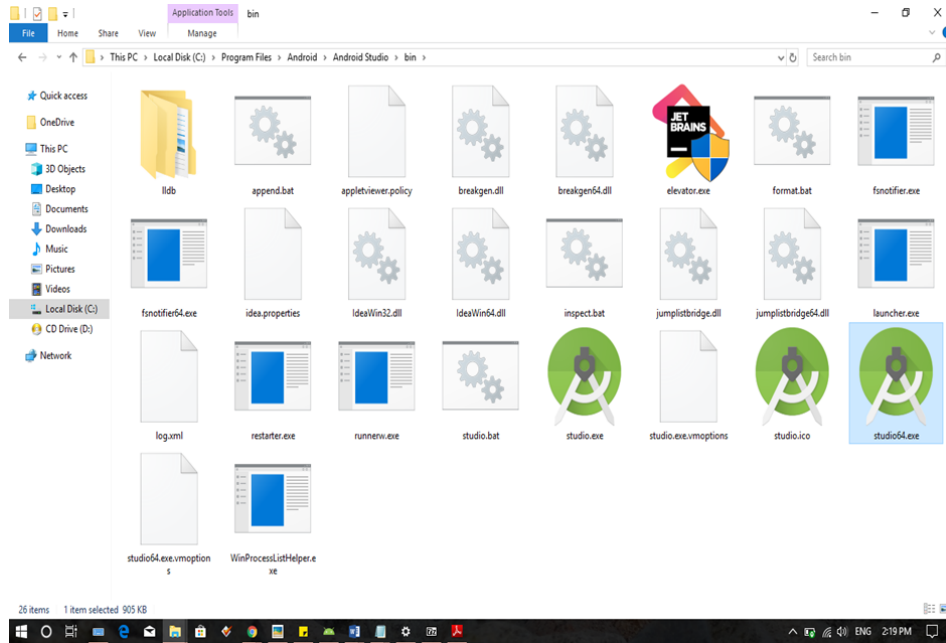 Application Tools
bin
File
Home
Share
View
Manage
This PC > Local Disk (C:) > Program Files > Android > Android Studio > bin >
Search bin
Quick access
OneDrive
This PC
3D Objects
Desktop
Documents
Downloads
Music
Pictures
Videos
Local Disk (C:)
CD Drive (D:)
Network
JET
BRAINS
lldb
append.bat
appletviewer.policy
breakgen.dll
breakgen64.dll
elevator.exe
format.bat
fsnotifier.exe
fsnotifier64.exe
idea.properties
IdeaWin32.dll
IdeaWin64.dll
inspect.bat
jumplistbridge.dll
jumplistbridge64.dll
launcher.exe
log.xml
restarter.exe
runnerw.exe
studio.bat
studio.exe
studio.exe.vmoptions
studio.ico
studio64.exe
studio64.exe.vmoption
s
WinProcessListHelper.e
xe
26 items
1 item selected 905 KB
ENG
2:19 PM